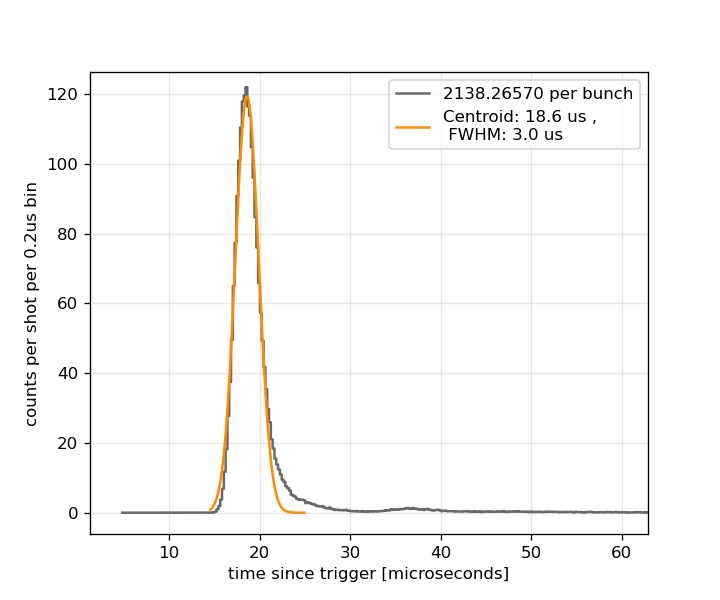 2138.26570 per bunch
Centroid: 18.6 us ,
FWHM: 3.0 us
counts per shot per 0.2us bin
120
100
80
60
40
20
0
10 20 30 40 50 60
time since trigger [microseconds]